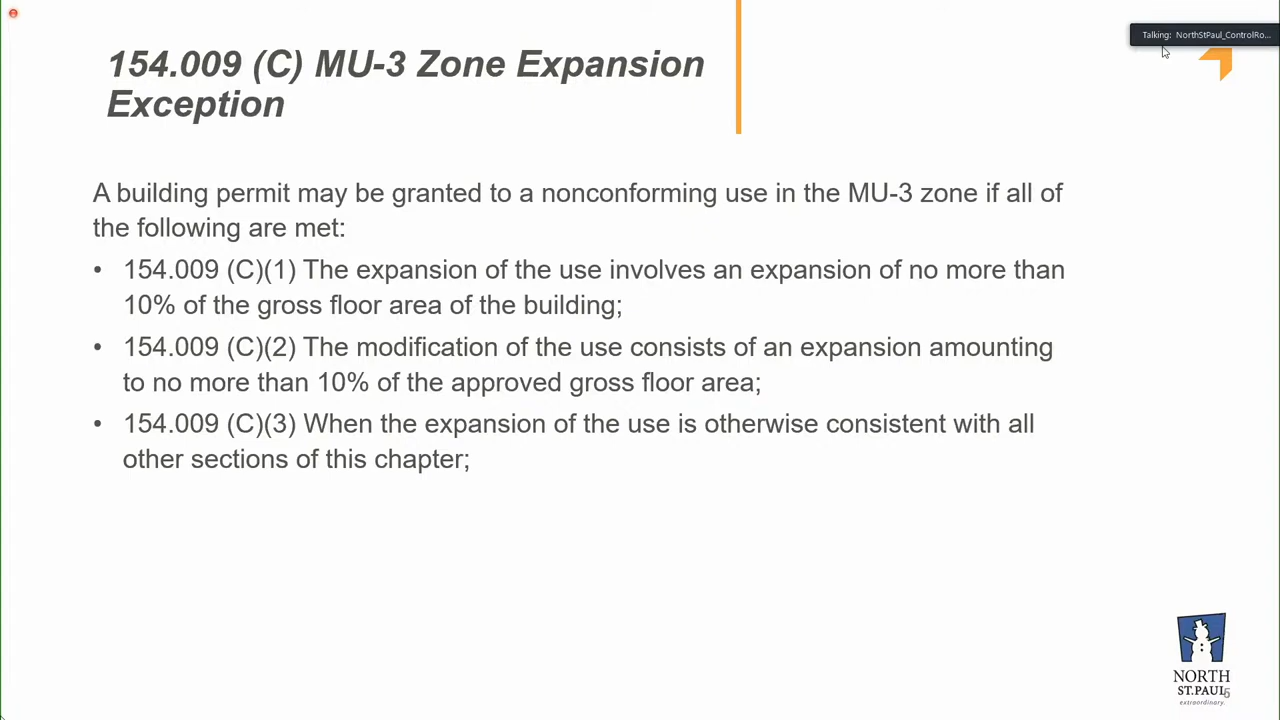 Talking: NorthStPaul_ControlRo...
154.009 (C) MU-3 Zone Expansion
Exception
A building permit may be granted to a nonconforming use in the MU-3 zone if all of
the following are met:
• 154.009 (C)(1) The expansion of the use involves an expansion of no more than
10% of the gross floor area of the building;
• 154.009 (C)(2) The modification of the use consists of an expansion amounting
to no more than 10% of the approved gross floor area;
• 154.009 (C)(3) When the expansion of the use is otherwise consistent with all
other sections of this chapter;
NORTH
ST.PAUL
6
extraordinary.